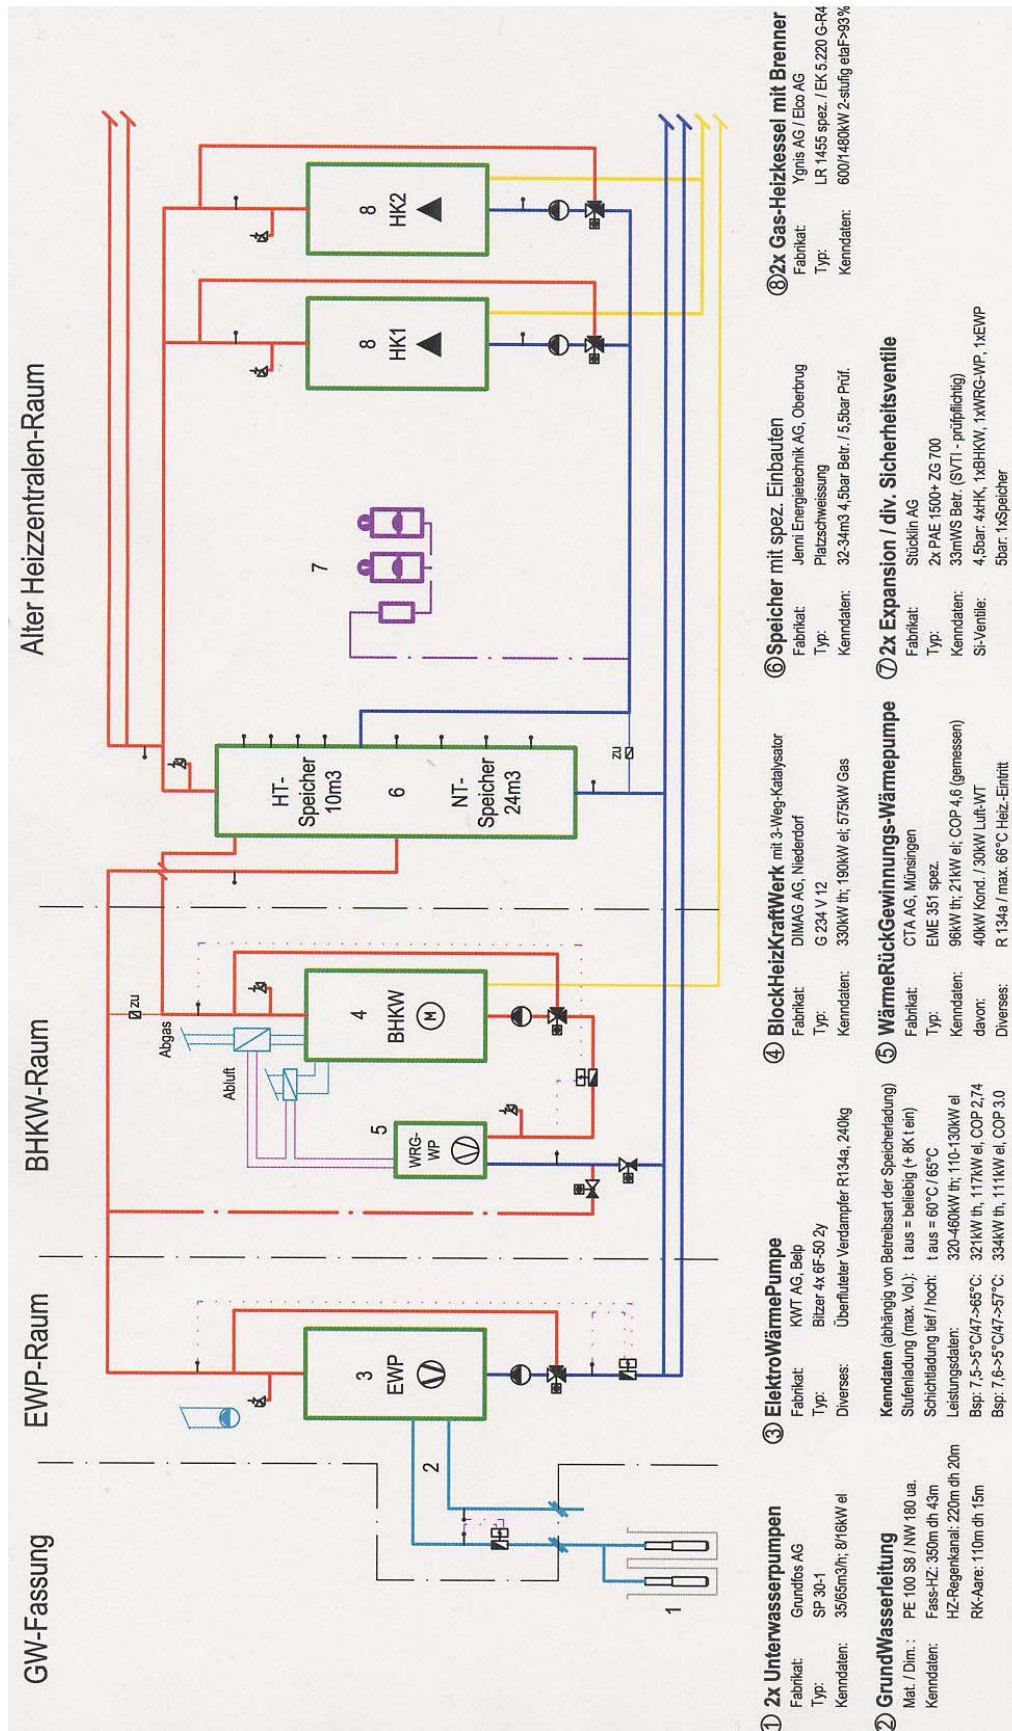 GW-Fassung
EWP-Raum
BHKW-Raum
Alter Heizzentralen-Raum
1
2
3
EWP
Abgas
Abluft
zu
4
BHKW
M
5
WRG-
WP
HT-
Speicher
10m3
6
NT-
Speicher
24m3
zu
7
8
HK1
8
HK2
① 2x Unterwasserpumpen
Fabrikat: Grundfos AG
Typ: SP 30-1
Kenndaten: 35/65m3/h; 8/16kW el
② GrundWasserleitung
Mat. / Dim. : PE 100 S8 / NW 180 ua.
Kenndaten: Fass-HZ: 350m dh 43m
HZ-Regenkanal: 220m dh 20m
RK-Aare: 110m dh 15m
③ ElektroWärmePumpe
Fabrikat: KWT AG, Belp
Typ: Bitzer 4x 6F-50 2y
Diverses: Überfluteter Verdampfer R134a, 240kg
Kenndaten (abhängig von Betreibsart der Speicherladung)
Stufenladung (max. Vol.): t aus = beliebig (+ 8K t ein)
Schichtladung tief / hoch: t aus = 60°C / 65°C
Leistungsdaten: 320-460kW th; 110-130kW el
Bsp: 7,5->5°C/47->65°C: 321kW th, 117kW el, COP 2,74
Bsp: 7,6->5°C/47->57°C: 334kW th, 111kW el, COP 3.0
④ BlockHeizKraftWerk mit 3-Weg-Katalysator
Fabrikat: DIMAG AG, Niederdorf
Typ: G 234 V 12
Kenndaten: 330kW th; 190kW el; 575kW Gas
⑤ WärmeRückGewinnungs-Wärmepumpe
Fabrikat: CTA AG, Münsingen
Typ: EME 351 spez.
Kenndaten: 96kW th; 21kW el; COP 4,6 (gemessen)
davon: 40kW Kond. / 30kW Luft-WT
Diverses: R 134a / max. 66°C Heiz.-Eintritt
⑥ Speicher mit spez. Einbauten
Fabrikat: Jenni Energietechnik AG, Oberbrug
Typ: Platzschweissung
Kenndaten: 32-34m3 4,5bar Betr. / 5,5bar Prüf.
⑦ 2x Expansion / div. Sicherheitsventile
Fabrikat: Stücklin AG
Typ: 2x PAE 1500+ ZG 700
Kenndaten: 33mWS Betr. (SVTI - prüfpflichtig)
Si-Ventile: 4,5bar: 4xHK, 1xBHKW, 1xWRG-WP, 1xEWP
5bar: 1xSpeicher
⑧ 2x Gas-Heizkessel mit Brenner
Fabrikat: Ygnis AG / Elco AG
Typ: LR 1455 spez. / EK 5.220 G-R4
Kenndaten: 600/1480kW 2-stufig etaF>93%